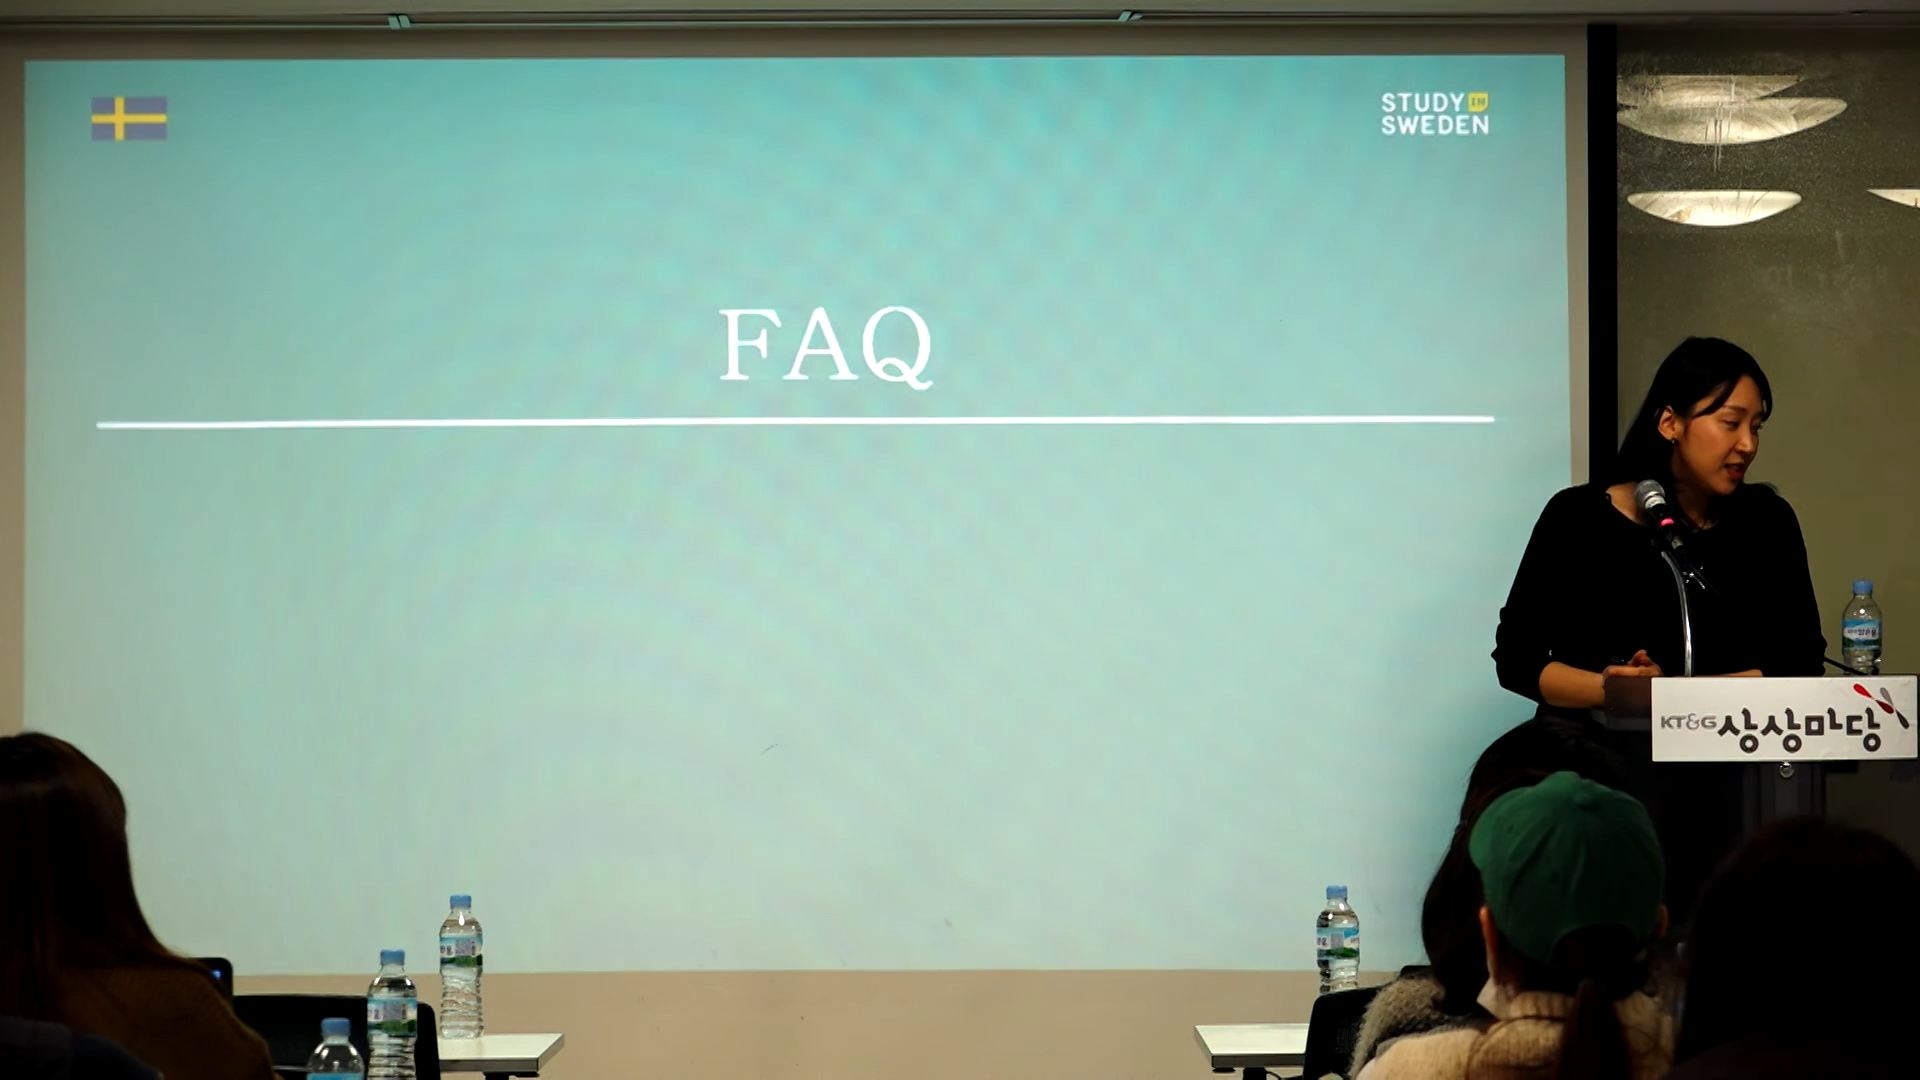 STUDY IN
SWEDEN
FAQ
KT&G 상상마당